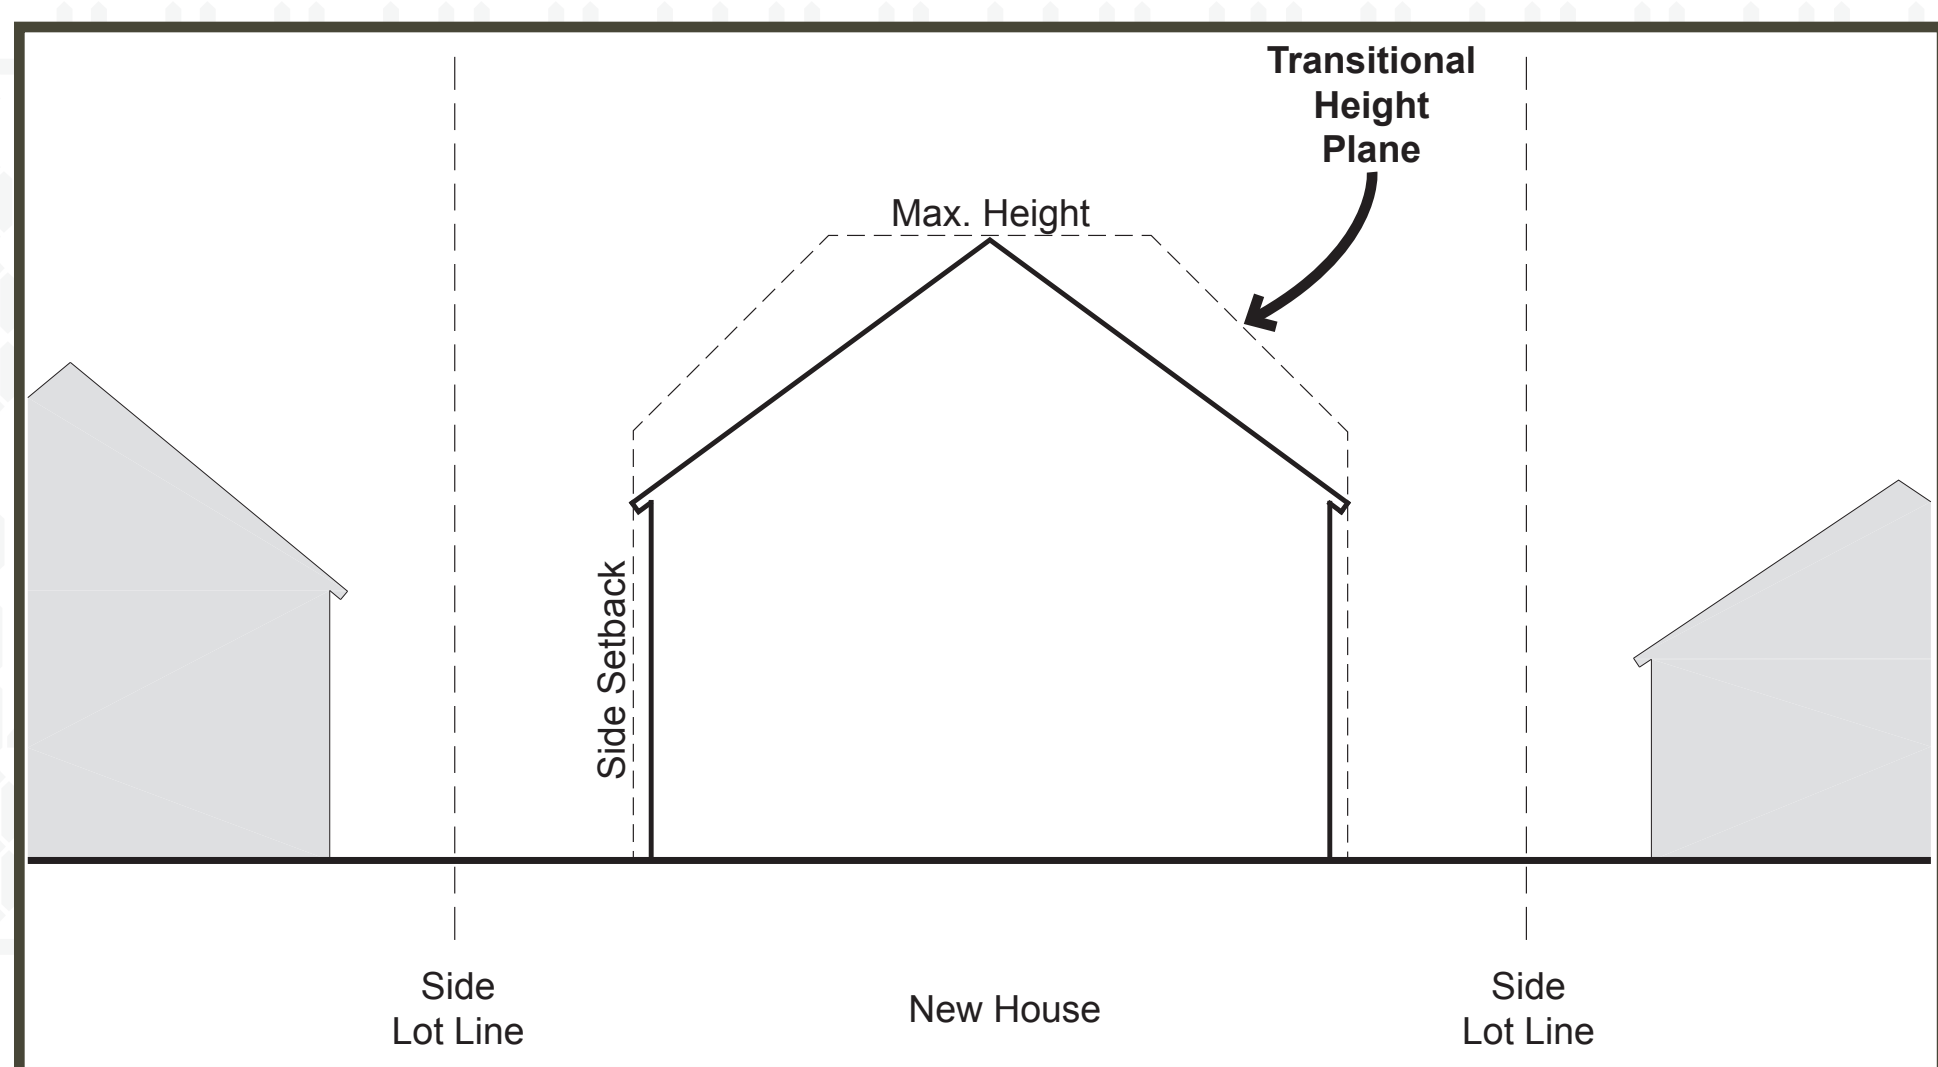 Transitional
Height
Plane
Max. Height
Side Setback
Side
Lot Line
New House
Side
Lot Line